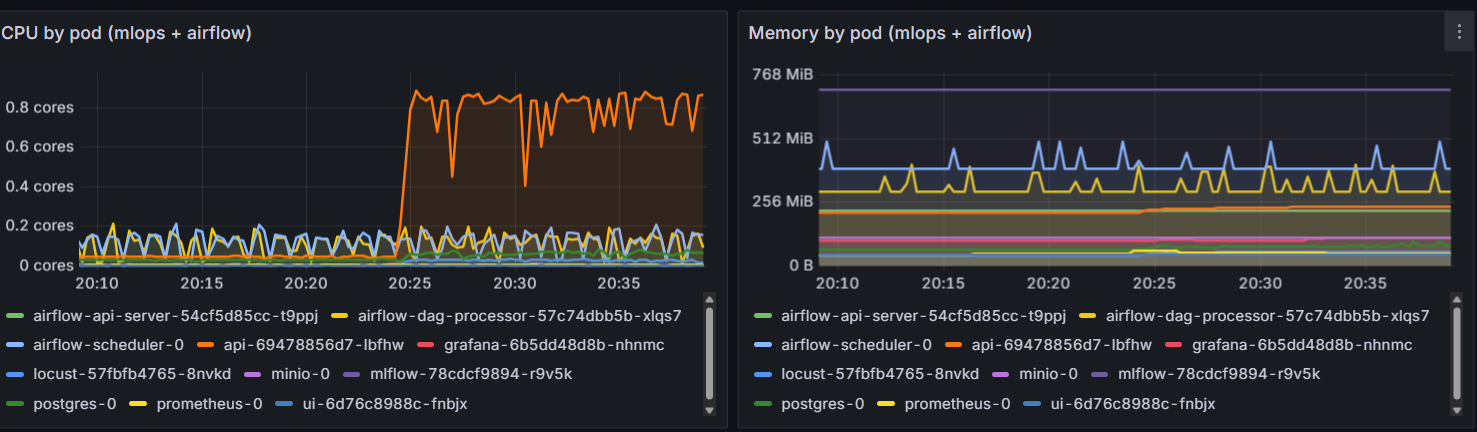 CPU by pod (mlops + airflow)
0.8 cores
0.6 cores
0.4 cores
0.2 cores
0 cores
20:10 20:15 20:20 20:25 20:30 20:35
airflow-api-server-54cf5d85cc-t9ppj airflow-dag-processor-57c74dbb5b-xlqs7
airflow-scheduler-0 api-69478856d7-lbfhw grafana-6b5dd48d8b-nhnmc
locust-57fbfb4765-8nvkd minio-0 mlflow-78cdcf9894-r9v5k
postgres-0 prometheus-0 ui-6d76c8988c-fnbjx
Memory by pod (mlops + airflow)
768 MiB
512 MiB
256 MiB
0 B
20:10 20:15 20:20 20:25 20:30 20:35
airflow-api-server-54cf5d85cc-t9ppj airflow-dag-processor-57c74dbb5b-xlqs7
airflow-scheduler-0 api-69478856d7-lbfhw grafana-6b5dd48d8b-nhnmc
locust-57fbfb4765-8nvkd minio-0 mlflow-78cdcf9894-r9v5k
postgres-0 prometheus-0 ui-6d76c8988c-fnbjx